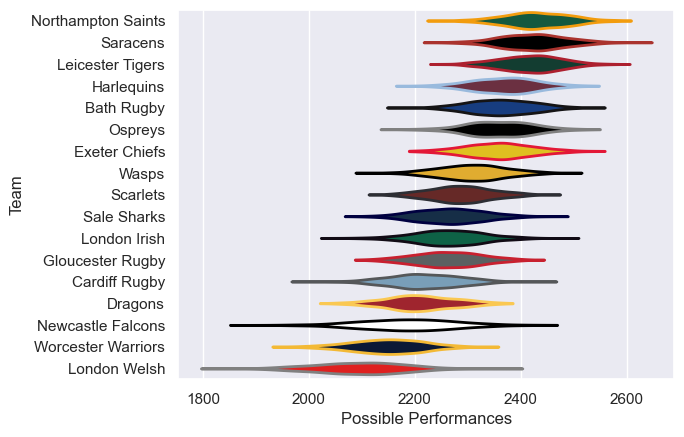 Northampton Saints
Saracens
Leicester Tigers
Harlequins
Bath Rugby
Ospreys
Exeter Chiefs
Wasps
Scarlets
Sale Sharks
London Irish
Gloucester Rugby
Cardiff Rugby
Dragons
Newcastle Falcons
Worcester Warriors
London Welsh
Team
1800 2000 2200 2400 2600
Possible Performances